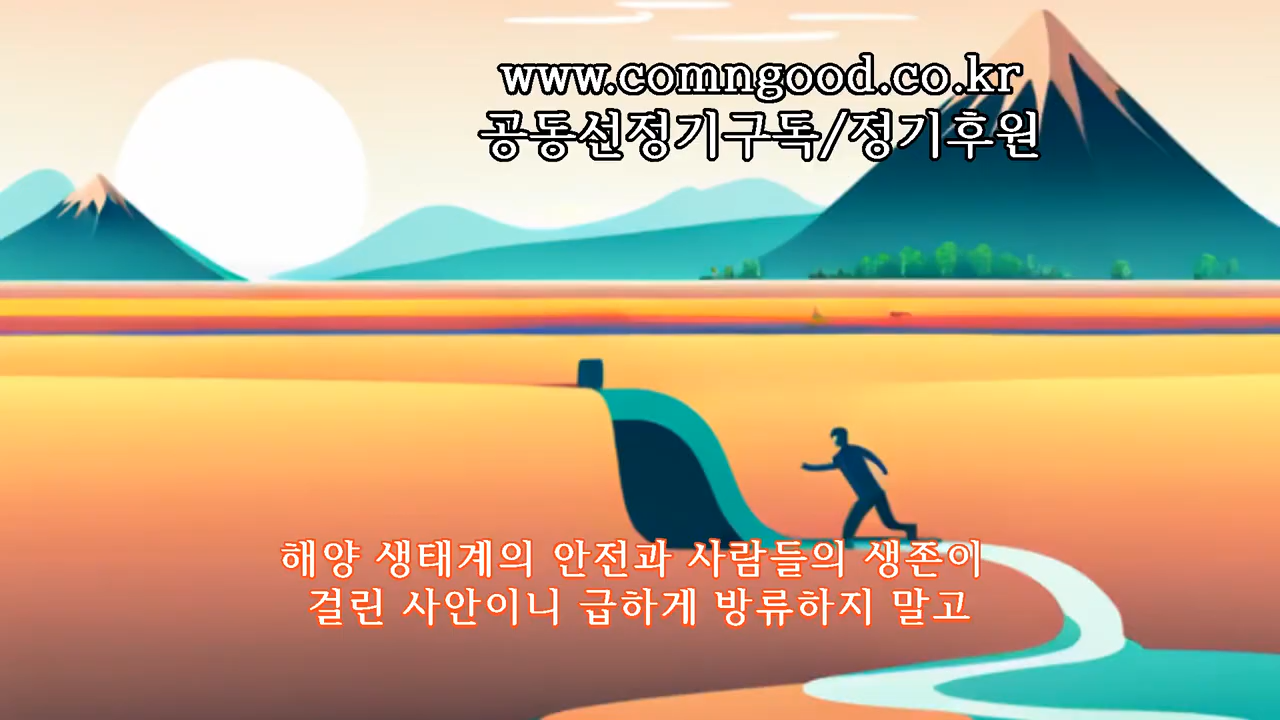 www.comngood.co.kr
공동선정기구독/정기후원
해양 생태계의 안전과 사람들의 생존이
걸린 사안이니 급하게 방류하지 말고